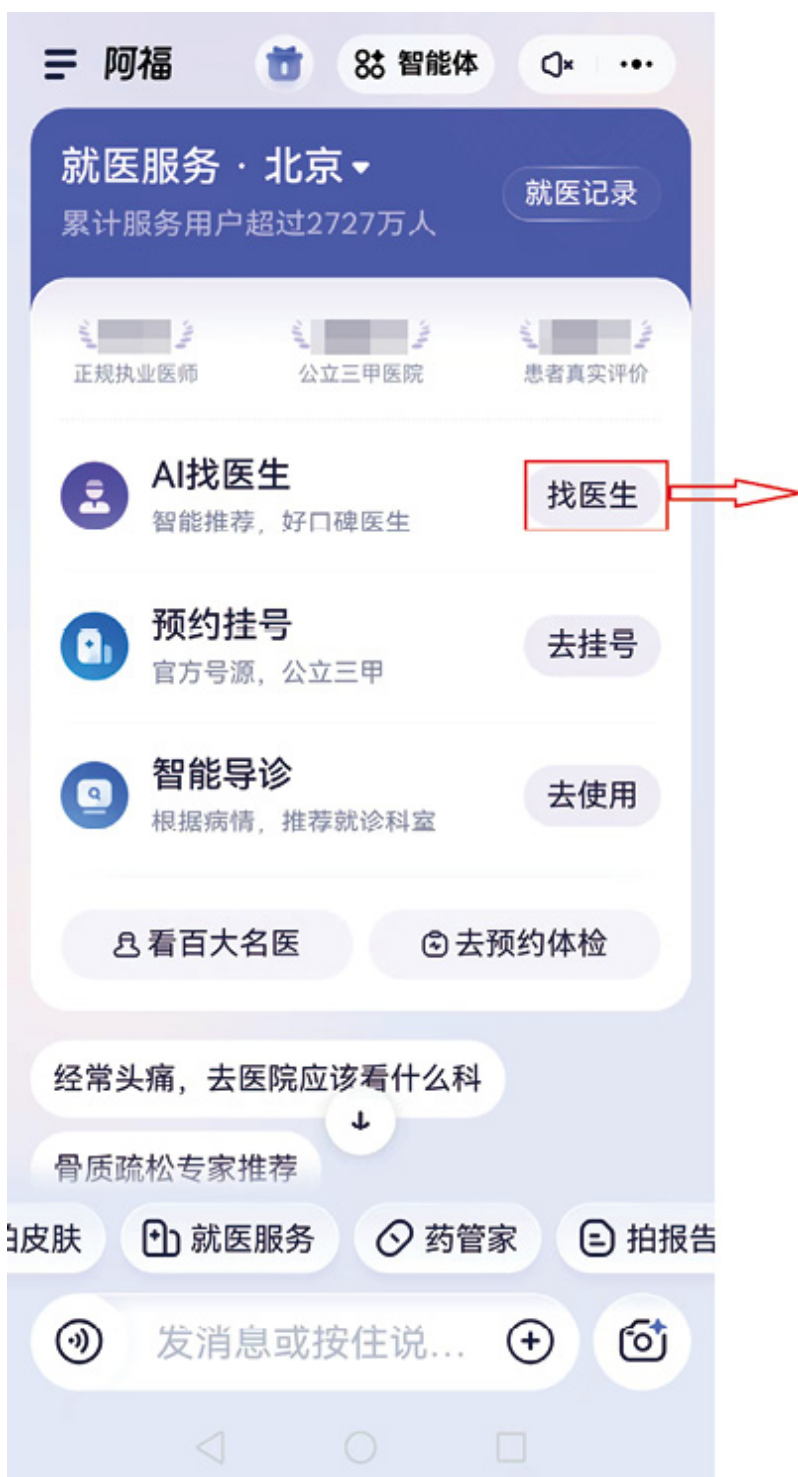 阿福
智能体
就医服务 · 北京
就医记录
累计服务用户超过2727万人
正规执业医师
公立三甲医院
患者真实评价
AI找医生
找医生
智能推荐，好口碑医生
预约挂号
去挂号
官方号源，公立三甲
智能导诊
去使用
根据病情，推荐就诊科室
看百大名医
去预约体检
经常头痛，去医院应该看什么科
骨质疏松专家推荐
皮肤
就医服务
药管家
拍报告
发消息或按住说...